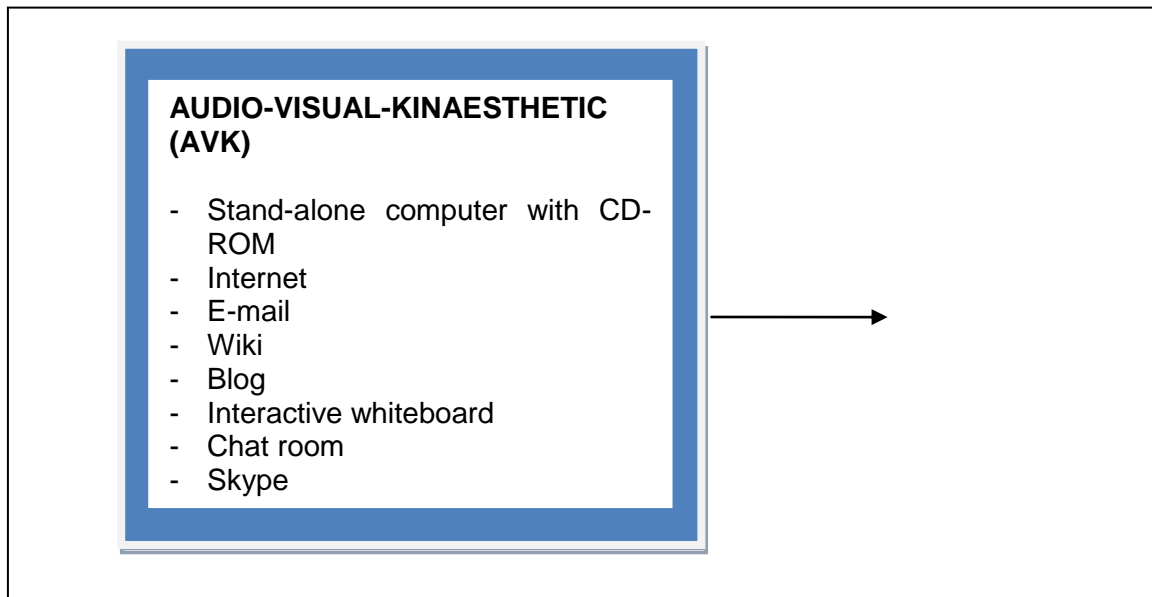 AUDIO-VISUAL-KINAESTHETIC
(AVK)
- Stand-alone computer with CD-
ROM
- Internet
- E-mail
- Wiki
- Blog
- Interactive whiteboard
- Chat room
- Skype